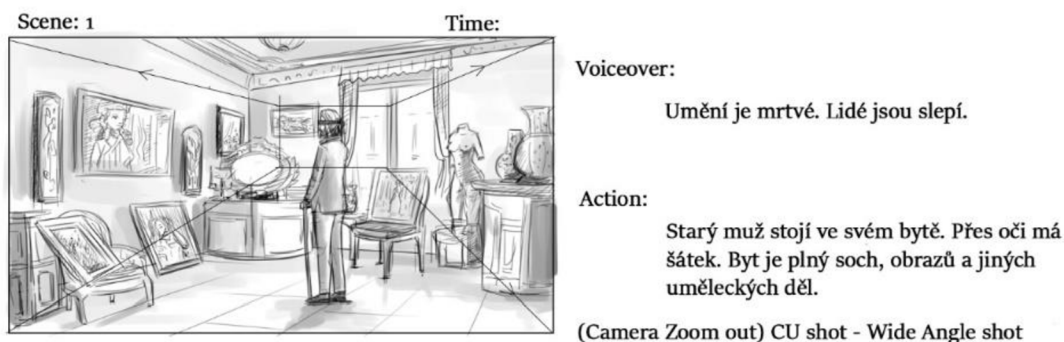 Scene: 1
Time:
Voiceover:
Umění je mrtvé. Lidé jsou slepí.
Action:
Starý muž stojí ve svém bytě. Přes oči má
šátek. Byt je plný soch, obrazů a jiných
uměleckých děl.
(Camera Zoom out) CU shot - Wide Angle shot